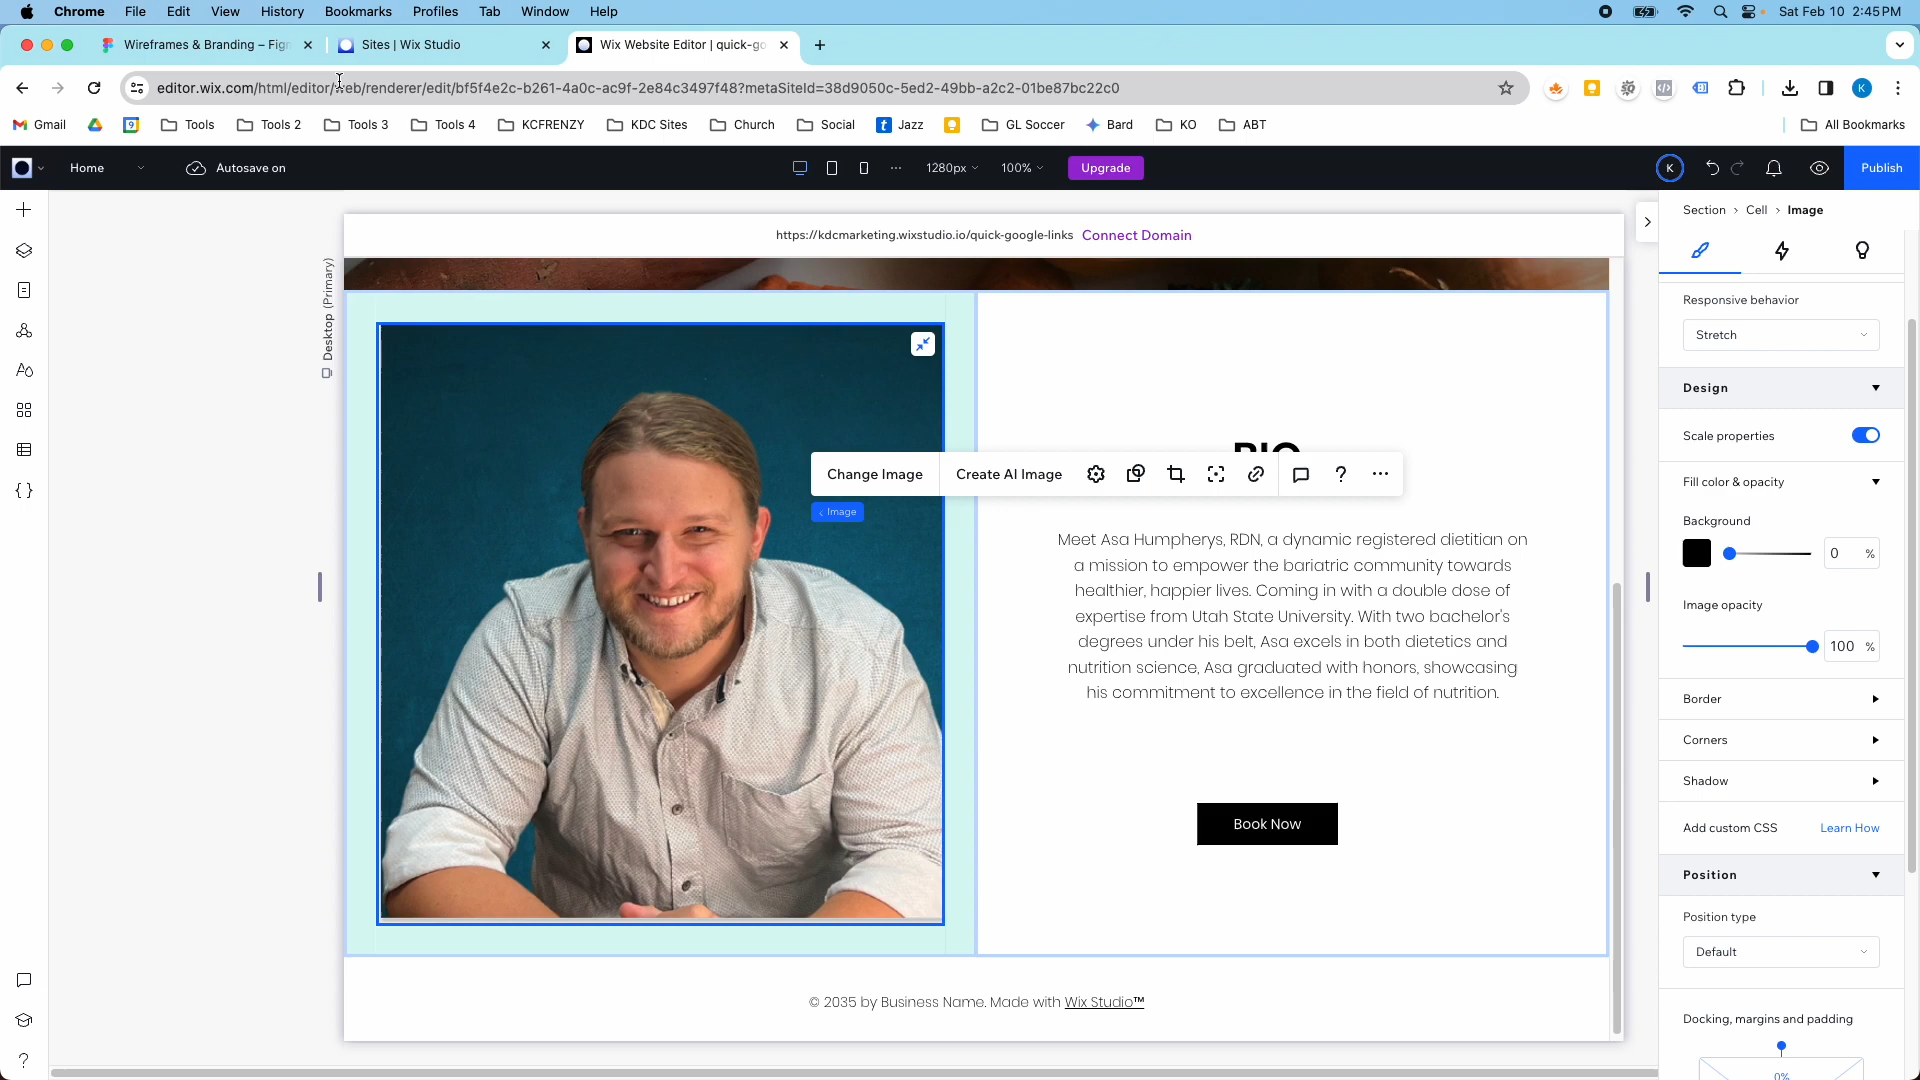 Chrome File Edit View History Bookmarks Profiles Tab Window Help Sat Feb 10 2:45 PM
Wireframes & Branding – Fig Sites | Wix Studio Wix Website Editor | quick-go
editor.wix.com/html/editor/web/renderer/edit/bf5f4e2c-b261-4a0c-ac9f-2e84c3497f48?metaSiteId=38d9050c-5ed2-49bb-a2c2-01be87bc22c0 K
Gmail 9 Tools Tools 2 Tools 3 Tools 4 KCFRENZY KDC Sites Church Social t Jazz GL Soccer Bard KO ABT All Bookmarks
Home Autosave on 1280px 100% Upgrade K Publish
Section > Cell > Image
https://kdcmarketing.wixstudio.io/quick-google-links Connect Domain
Desktop (Primary)
Responsive behavior
Stretch
Design
Scale properties
BIO
Change Image Create AI Image
< Image
Fill color & opacity
Background
0 %
Image opacity
100 %
Meet Asa Humpherys, RDN, a dynamic registered dietitian on
a mission to empower the bariatric community towards
healthier, happier lives. Coming in with a double dose of
expertise from Utah State University. With two bachelor's
degrees under his belt, Asa excels in both dietetics and
nutrition science, Asa graduated with honors, showcasing
his commitment to excellence in the field of nutrition.
Border
Corners
Shadow
Book Now
Add custom CSS Learn How
Position
Position type
Default
© 2035 by Business Name. Made with Wix Studio™
Docking, margins and padding
0%